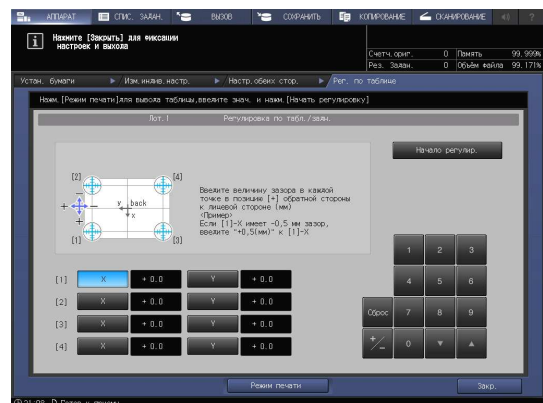 АППАРАТ СПИС. ЗАДАН. ВЫЗОВ СОХРАНИТЬ КОПИРОВАНИЕ СКАНИРОВАНИЕ ?
Нажмите [Закрыть] для фиксации
настроек и выхода
Счетч.ориг. 0 Память 99.999%
Рез. Задан. 0 Объём файла 99.171%
Устан. бумаги Изм.индив.настр. Настр.обеих стор. Рег. по таблице
Нажм.[Режим печати]для вывода таблицы,введите знач. и нажм.[Начать регулировку]
Лот.1 Регулировка по табл./задн.
Начало регулир.
[2] [4]
y back
x
[1] [3]
Введите величину зазора в каждой
точке в позиции [+] обратной стороны
к лицевой стороне (мм)
<Пример>
Если [1]-X имеет -0,5 мм зазор,
введите "+0,5(мм)" к [1]-X
[1] X + 0.0 Y + 0.0
[2] X + 0.0 Y + 0.0
[3] X + 0.0 Y + 0.0
[4] X + 0.0 Y + 0.0
1 2 3
4 5 6
Сброс 7 8 9
+/- 0 ▼ ▲
Режим печати Закр.